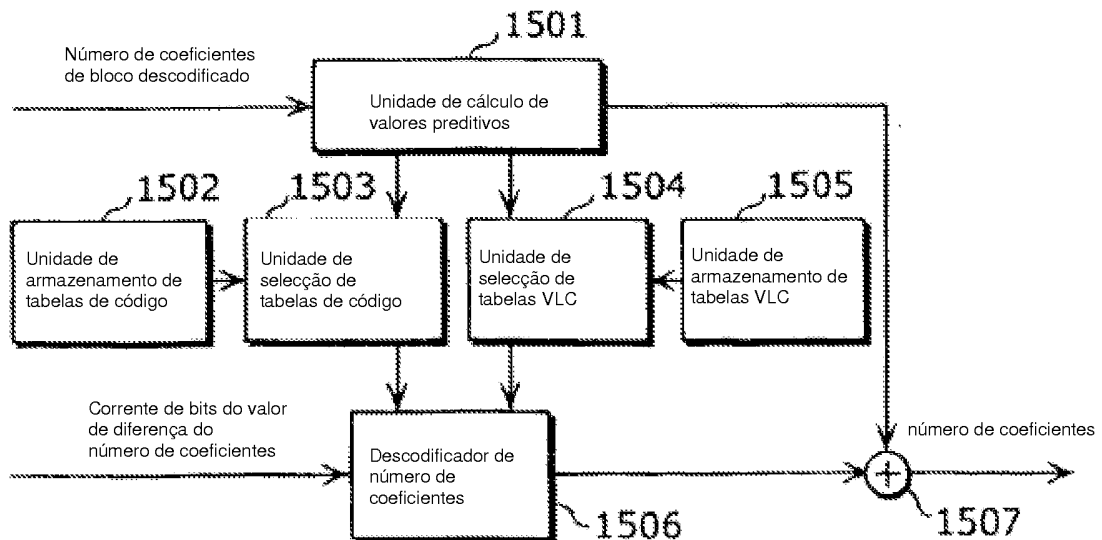 1501
Número de coeficientes
de bloco descodificado
Unidade de cálculo de
valores preditivos
1502
1503
1504
1505
Unidade de
armazenamento de
tabelas de código
Unidade de
selecção de
tabelas de código
Unidade de
selecção de
tabelas VLC
Unidade de
armazenamento de
tabelas VLC
Corrente de bits do valor
de diferença do
número de coeficientes
Descodificador de
número de
coeficientes
número de coeficientes
+
1506
1507